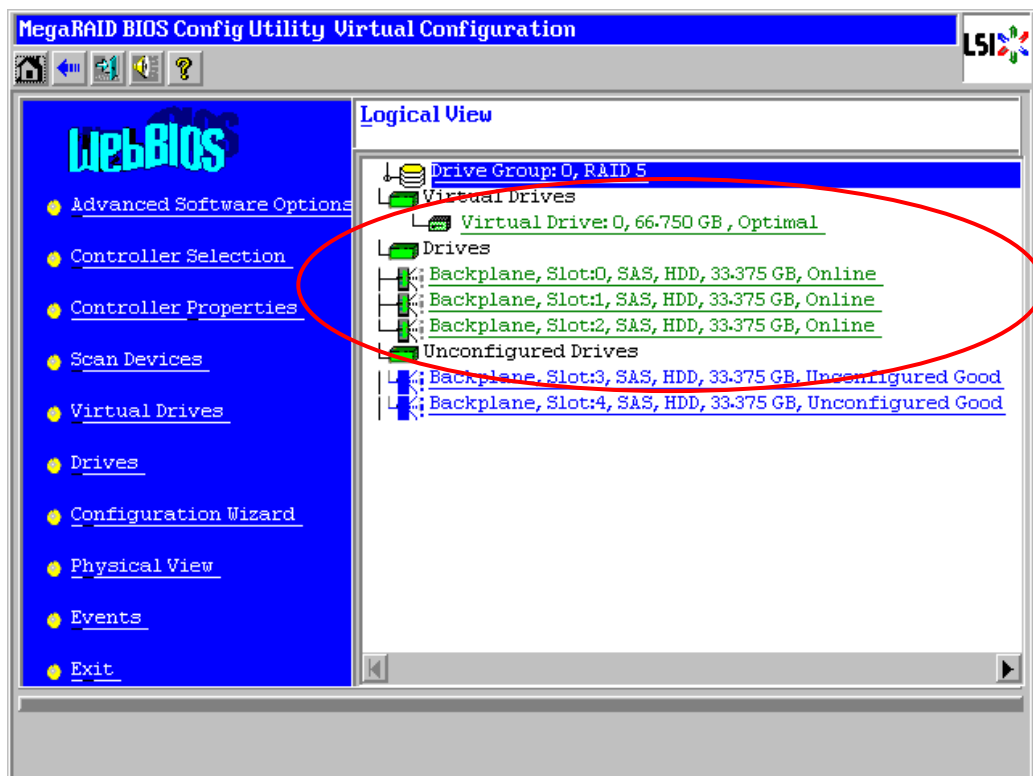 MegaRAID BIOS Config Utility Virtual Configuration
LSI
WebBIOS
Advanced Software Options
Controller Selection
Controller Properties
Scan Devices
Virtual Drives
Drives
Configuration Wizard
Physical View
Events
Exit
Logical View
Drive Group: 0, RAID 5
Virtual Drives
Virtual Drive: 0, 66.750 GB , Optimal
Drives
Backplane, Slot:0, SAS, HDD, 33.375 GB, Online
Backplane, Slot:1, SAS, HDD, 33.375 GB, Online
Backplane, Slot:2, SAS, HDD, 33.375 GB, Online
Unconfigured Drives
Backplane, Slot:3, SAS, HDD, 33.375 GB, Unconfigured Good
Backplane, Slot:4, SAS, HDD, 33.375 GB, Unconfigured Good